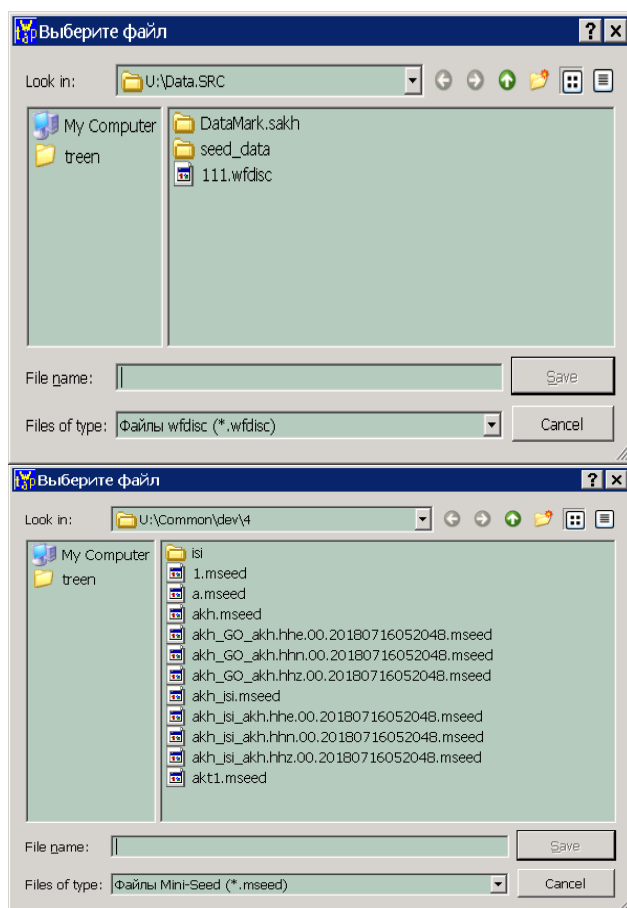 Выберите файл
Look in: U:\Data.SRC
My Computer
treen
DataMark.sakh
seed_data
111.wfdisc
File name:
Save
Files of type: Файлы wfdisc (*.wfdisc)
Cancel
Выберите файл
Look in: U:\Common\dev\4
My Computer
treen
isi
1.mseed
a.mseed
akh.mseed
akh_GO_akh.hhe.00.20180716052048.mseed
akh_GO_akh.hhn.00.20180716052048.mseed
akh_GO_akh.hhz.00.20180716052048.mseed
akh_isi.mseed
akh_isi_akh.hhe.00.20180716052048.mseed
akh_isi_akh.hhn.00.20180716052048.mseed
akh_isi_akh.hhz.00.20180716052048.mseed
akt1.mseed
File name:
Save
Files of type: Файлы Mini-Seed (*.mseed)
Cancel